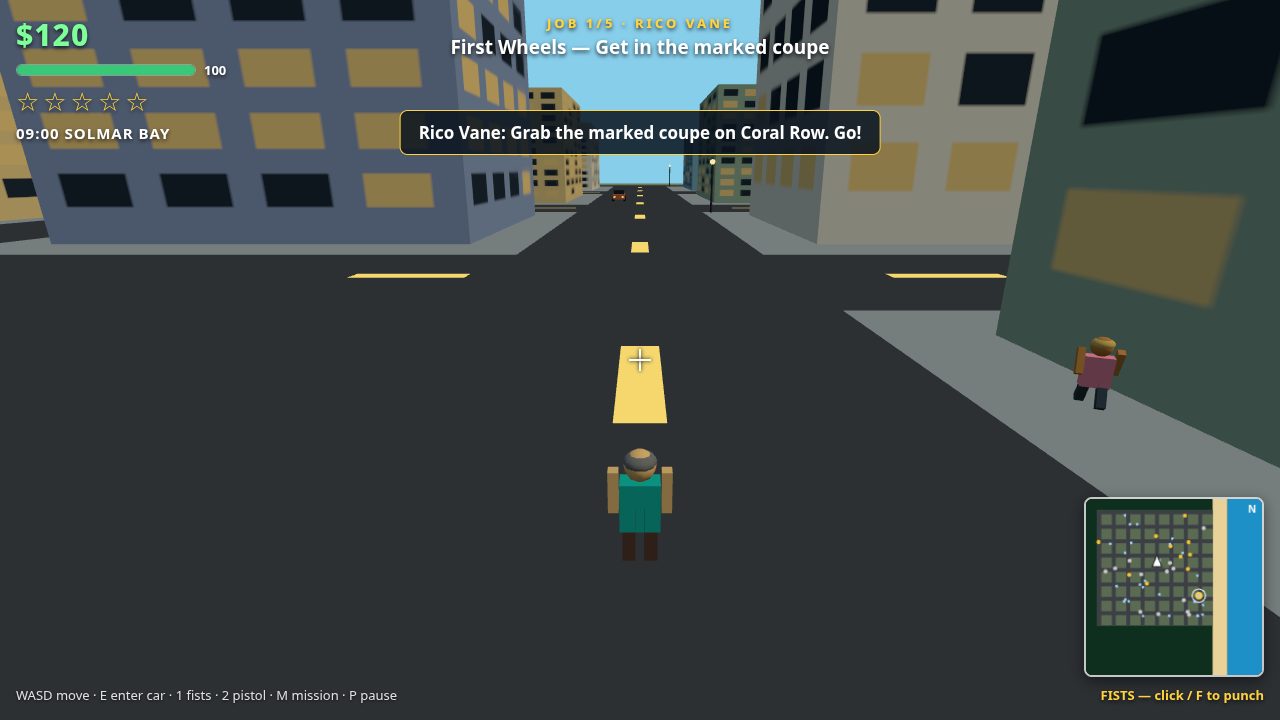 $120
100
☆☆☆☆☆
09:00 SOLMAR BAY
JOB 1/5 · RICO VANE
First Wheels — Get in the marked coupe
Rico Vane: Grab the marked coupe on Coral Row. Go!
N
WASD move · E enter car · 1 fists · 2 pistol · M mission · P pause
FISTS — click / F to punch